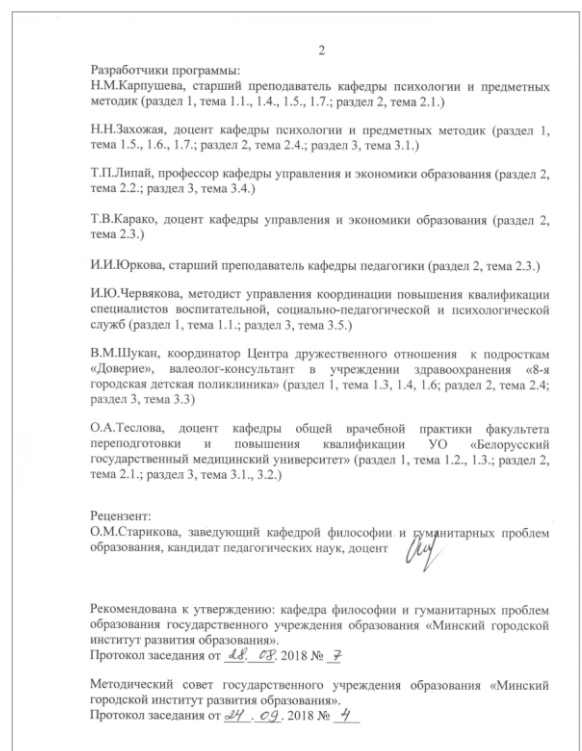 2
Разработчики программы:
Н.М.Карпушева, старший преподаватель кафедры психологии и предметных
методик (раздел 1, тема 1.1., 1.4., 1.5., 1.7.; раздел 2, тема 2.1.)
Н.Н.Захожая, доцент кафедры психологии и предметных методик (раздел 1,
тема 1.5., 1.6., 1.7.; раздел 2, тема 2.4.; раздел 3, тема 3.1.)
Т.П.Липай, профессор кафедры управления и экономики образования (раздел 2,
тема 2.2.; раздел 3, тема 3.4.)
Т.В.Карако, доцент кафедры управления и экономики образования (раздел 2,
тема 2.3.)
И.И.Юркова, старший преподаватель кафедры педагогики (раздел 2, тема 2.3.)
И.Ю.Червякова, методист управления координации повышения квалификации
специалистов воспитательной, социально-педагогической и психологической
служб (раздел 1, тема 1.1.; раздел 3, тема 3.5.)
В.М.Шукан, координатор Центра дружественного отношения к подросткам
«Доверие», валеолог-консультант в учреждении здравоохранения «8-я
городская детская поликлиника» (раздел 1, тема 1.3, 1.4, 1.6; раздел 2, тема 2.4;
раздел 3, тема 3.3)
О.А.Теслова, доцент кафедры общей врачебной практики факультета
переподготовки и повышения квалификации УО «Белорусский
государственный медицинский университет» (раздел 1, тема 1.2., 1.3.; раздел 2,
тема 2.1.; раздел 3, тема 3.1., 3.2.)
Рецензент:
О.М.Старикова, заведующий кафедрой философии и гуманитарных проблем
образования, кандидат педагогических наук, доцент
Рекомендована к утверждению: кафедра философии и гуманитарных проблем
образования государственного учреждения образования «Минский городской
институт развития образования».
Протокол заседания от 28. 08. 2018 № 7
Методический совет государственного учреждения образования «Минский
городской институт развития образования».
Протокол заседания от 24 . 09 . 2018 № 4